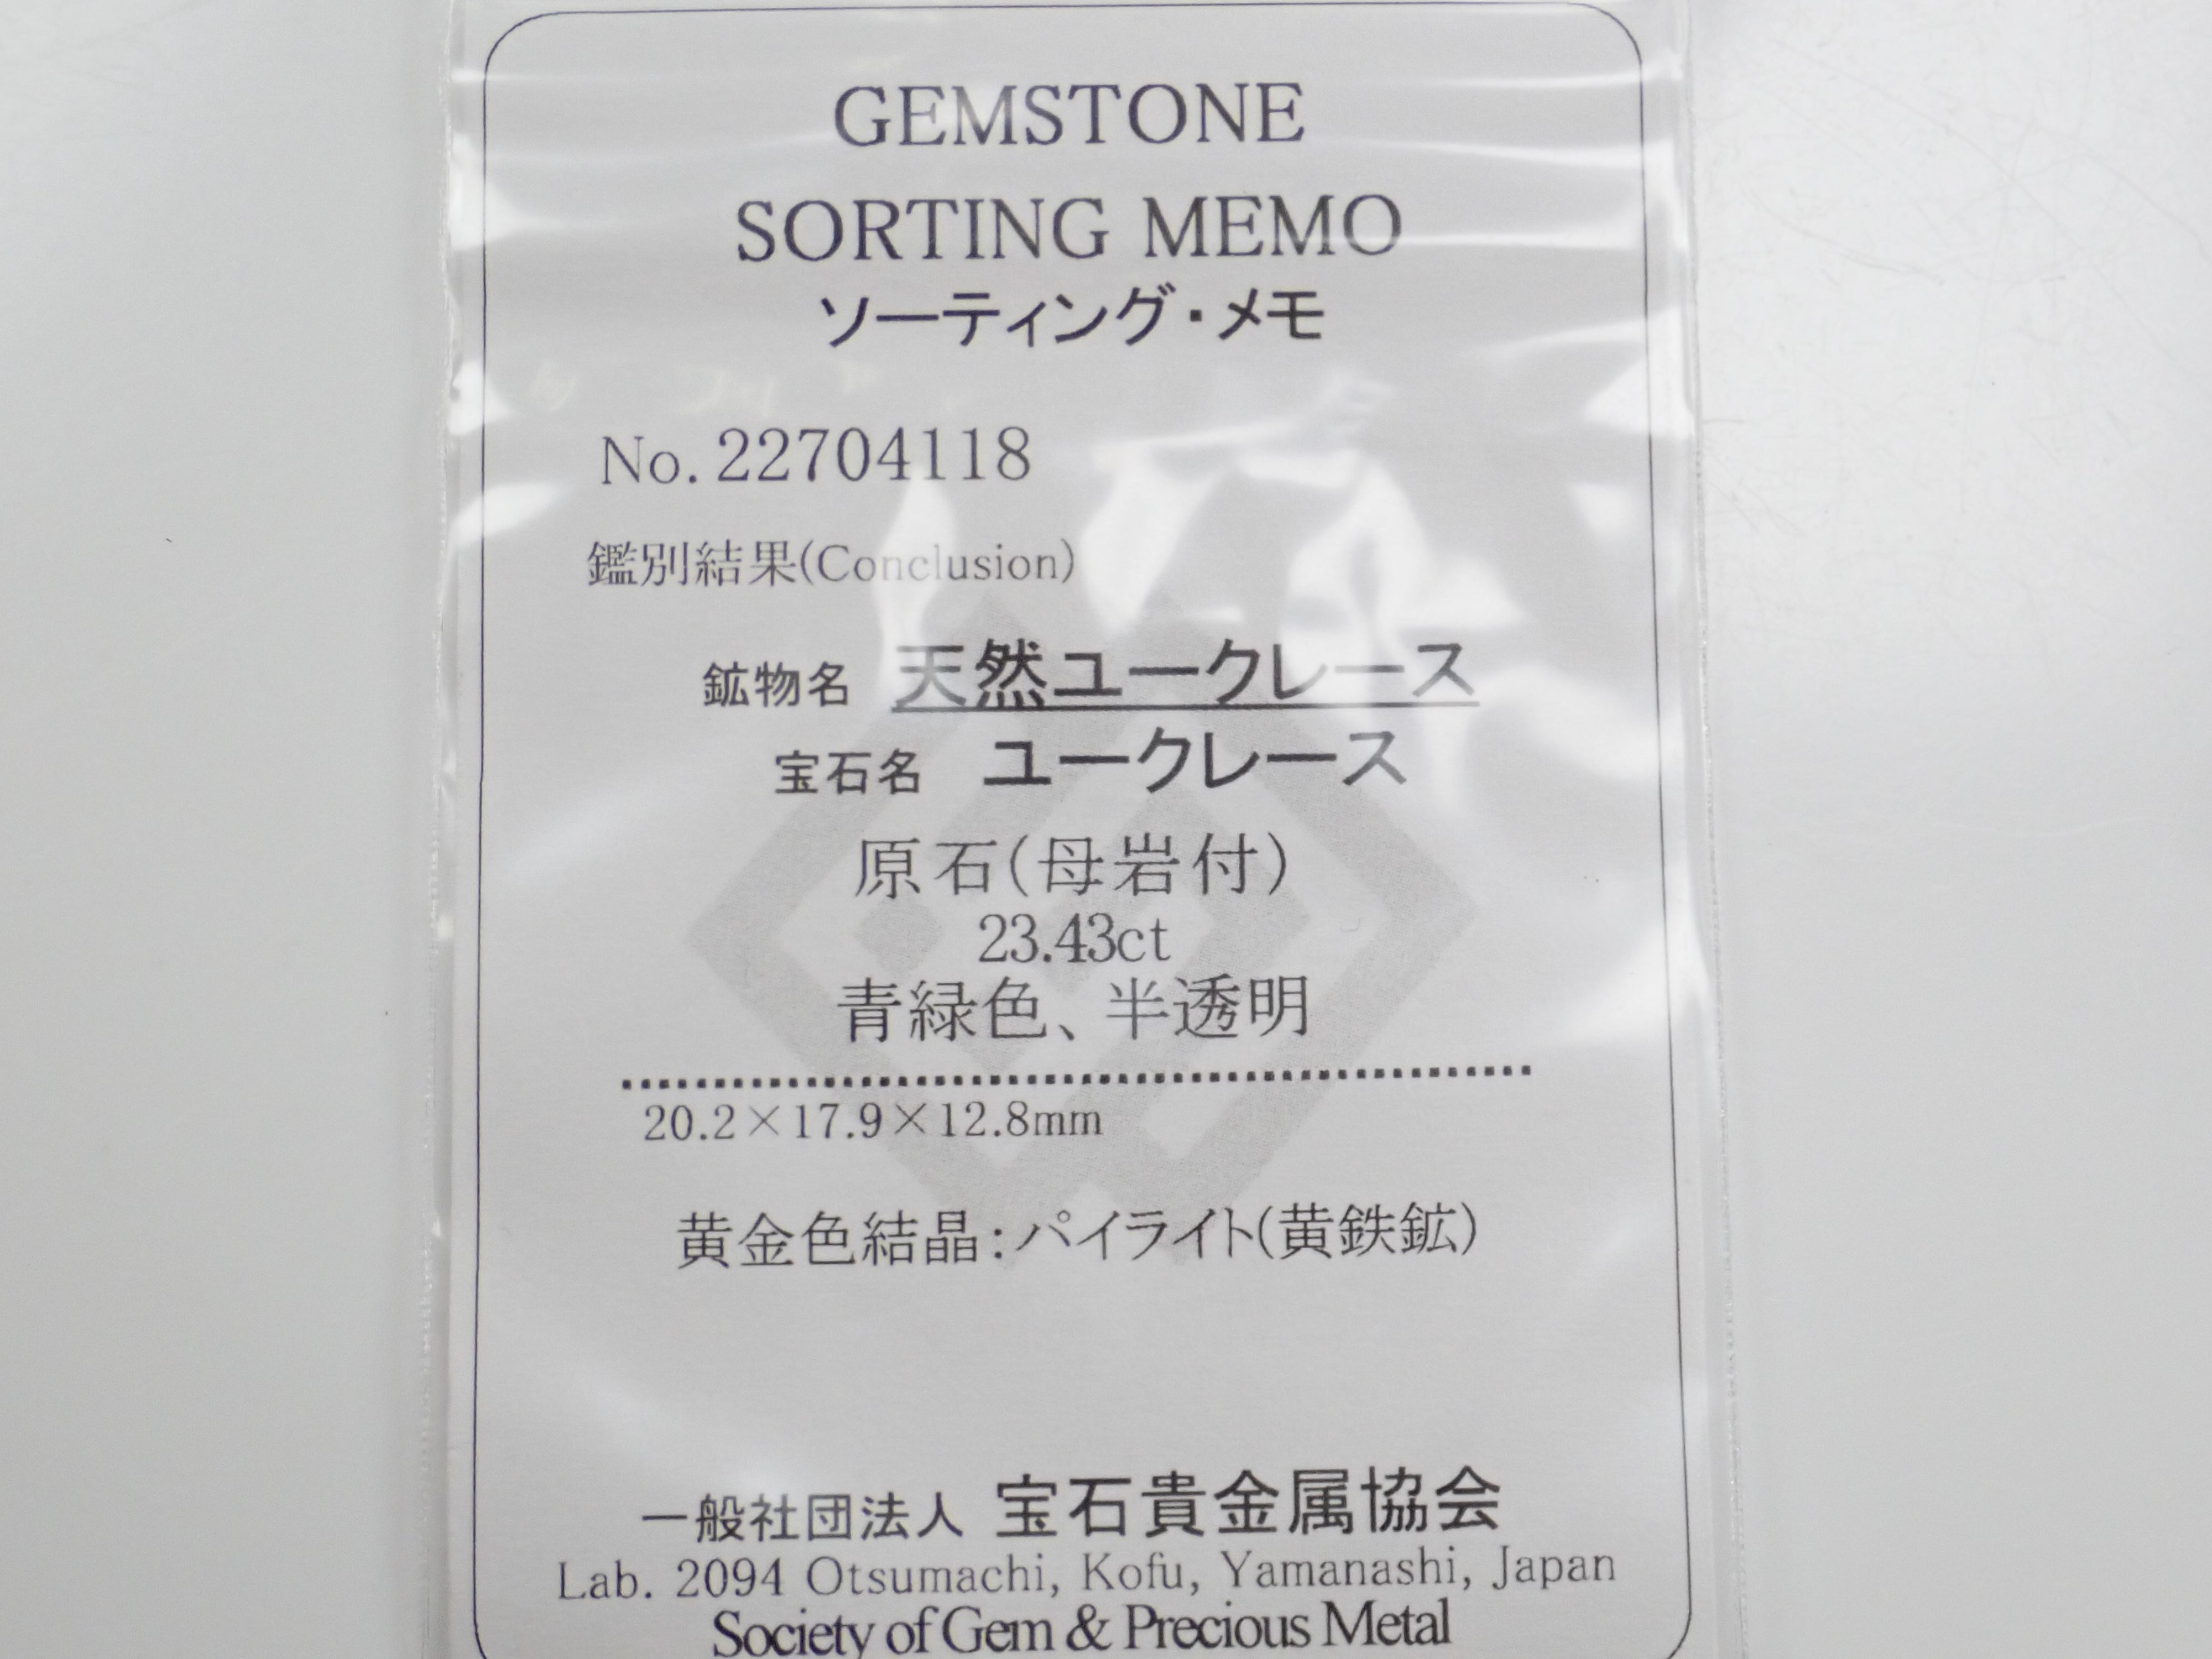 GEMSTONE
SORTING MEMO
ソーティング・メモ
No. 22704118
鑑別結果(Conclusion)
鉱物名 天然ユークレース
宝石名 ユークレース
原石(母岩付)
23.43ct
青緑色、半透明
20.2×17.9×12.8mm
黄金色結晶:パイライト(黄鉄鉱)
一般社団法人 宝石貴金属協会
Lab. 2094 Otsumachi, Kofu, Yamanashi, Japan
Society of Gem & Precious Metal